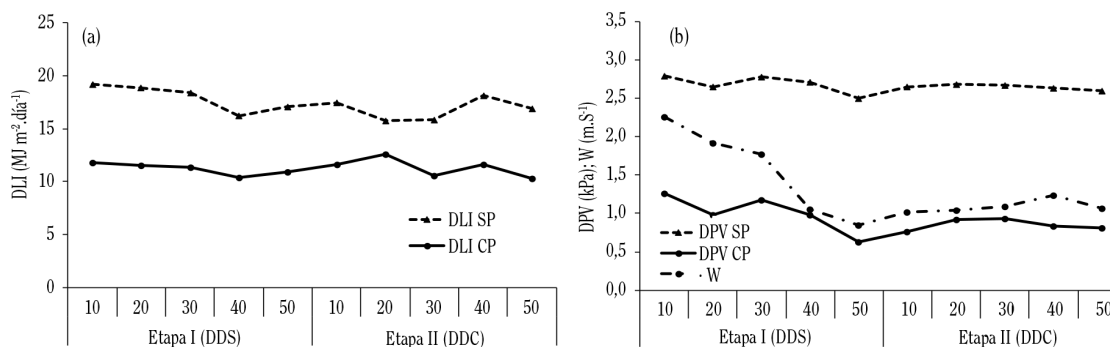 (a)
25
20
15
10
5
0
DLI (MJ m⁻².día⁻¹)
DLI SP
DLI CP
10 20 30 40 50 10 20 30 40 50
Etapa I (DDS) Etapa II (DDC)
(b)
3,5
3,0
2,5
2,0
1,5
1,0
0,5
0,0
DPV (kPa); W (m.S⁻¹)
DPV SP
DPV CP
· W
10 20 30 40 50 10 20 30 40 50
Etapa I (DDS) Etapa II (DDC)